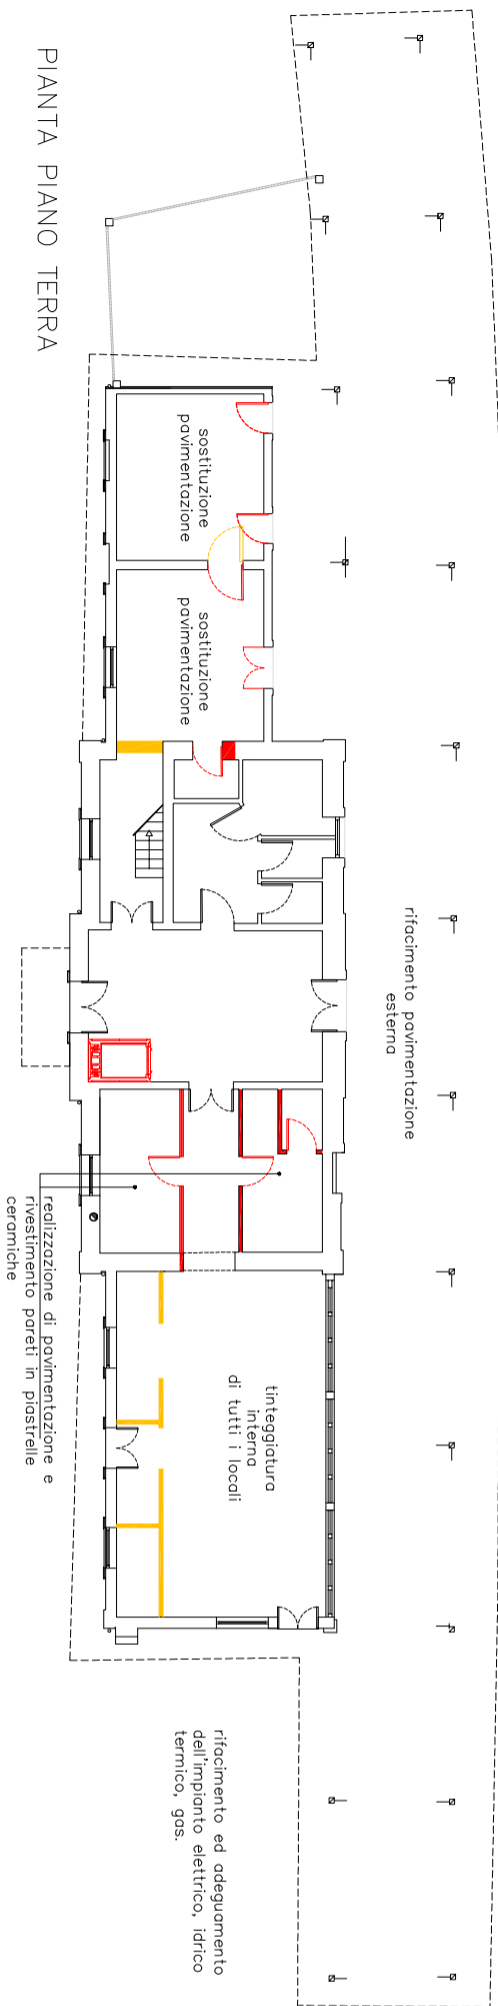 PIANTA PIANO TERRA
sostituzione
pavimentazione
sostituzione
pavimentazione
rifacimento pavimentazione
esterna
realizzazione di pavimentazione e
rivestimento pareti in piastrelle
ceramiche
tinteggiatura
interna
di tutti i locali
rifacimento ed adeguamento
dell'impianto elettrico, idrico
termico, gas.